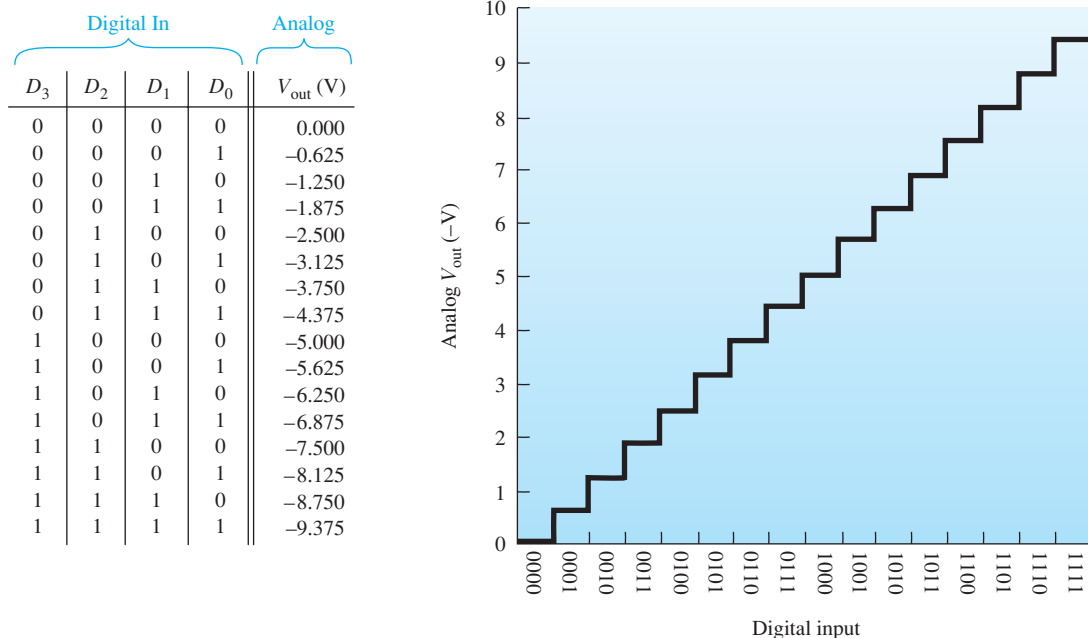 Digital In Analog
D3 D2 D1 D0 Vout (V)
0 0 0 0 0.000
0 0 0 1 –0.625
0 0 1 0 –1.250
0 0 1 1 –1.875
0 1 0 0 –2.500
0 1 0 1 –3.125
0 1 1 0 –3.750
0 1 1 1 –4.375
1 0 0 0 –5.000
1 0 0 1 –5.625
1 0 1 0 –6.250
1 0 1 1 –6.875
1 1 0 0 –7.500
1 1 0 1 –8.125
1 1 1 0 –8.750
1 1 1 1 –9.375
Analog Vout (–V)
10
9
8
7
6
5
4
3
2
1
0
0000 0001 0010 0011 0100 0101 0110 0111 1000 1001 1010 1011 1100 1101 1110 1111
Digital input